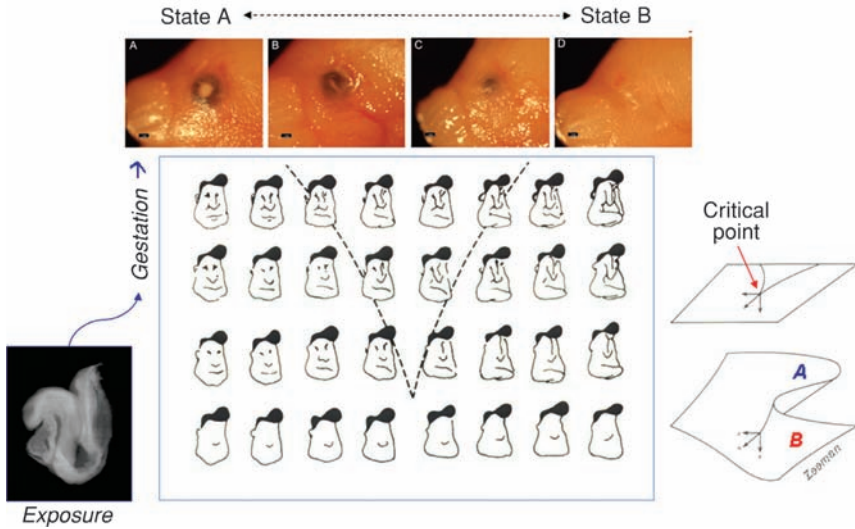 State A
State B
A
B
C
D
Gestation
Critical
point
A
B
Zeeman
Exposure